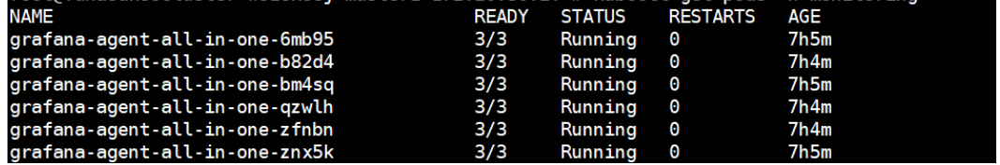 NAME READY STATUS RESTARTS AGE
grafana-agent-all-in-one-6mb95 3/3 Running 0 7h5m
grafana-agent-all-in-one-b82d4 3/3 Running 0 7h4m
grafana-agent-all-in-one-bm4sq 3/3 Running 0 7h5m
grafana-agent-all-in-one-qzwlh 3/3 Running 0 7h4m
grafana-agent-all-in-one-zfnbn 3/3 Running 0 7h4m
grafana-agent-all-in-one-znx5k 3/3 Running 0 7h5m